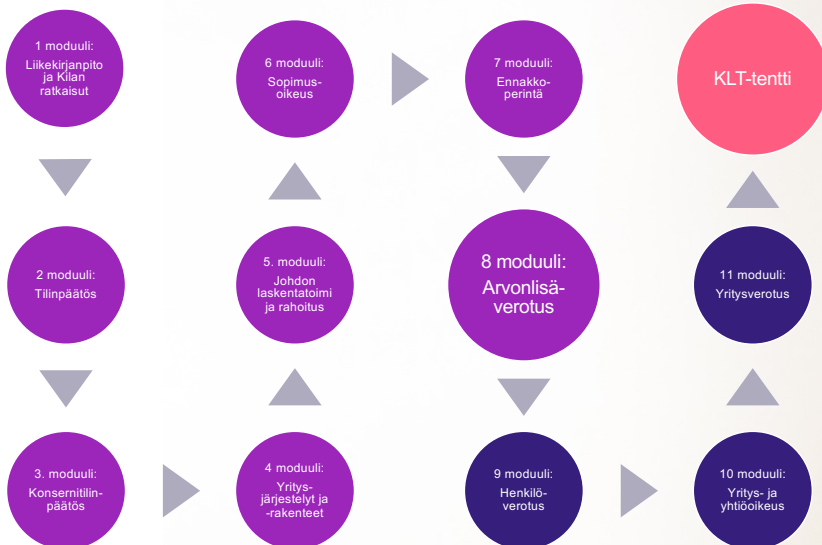 1 moduuli:
Liikekirjanpito
ja Kilan
ratkaisut
2 moduuli:
Tilinpäätös
3. moduuli:
Konsernitilin-
päätös
4 moduuli:
Yritys-
järjestelyt ja
-rakenteet
5. moduuli:
Johdon
laskentatoimi
ja rahoitus
6 moduuli:
Sopimus-
oikeus
7 moduuli:
Ennakko-
perintä
8 moduuli:
Arvonlisä-
verotus
9 moduuli:
Henkilö-
verotus
10 moduuli:
Yritys- ja
yhtiöoikeus
11 moduuli:
Yritysverotus
KLT-tentti